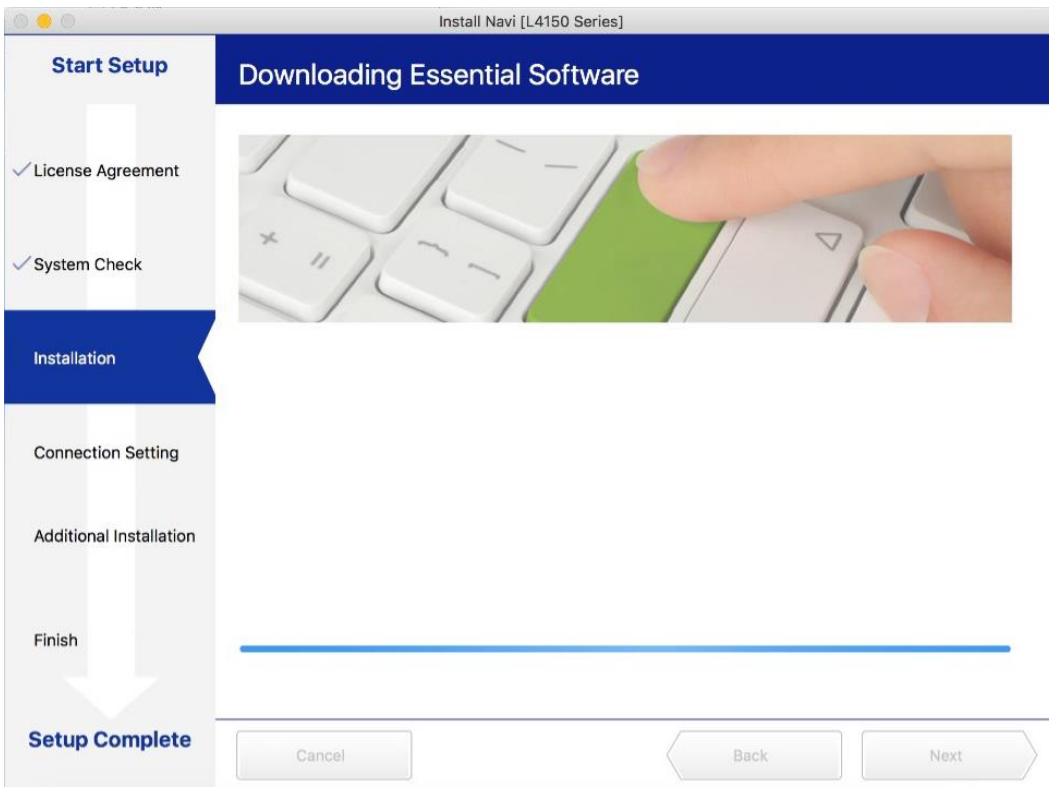 Install Navi [L4150 Series]
Start Setup
License Agreement
System Check
Installation
Connection Setting
Additional Installation
Finish
Setup Complete
Downloading Essential Software
Cancel
Back
Next